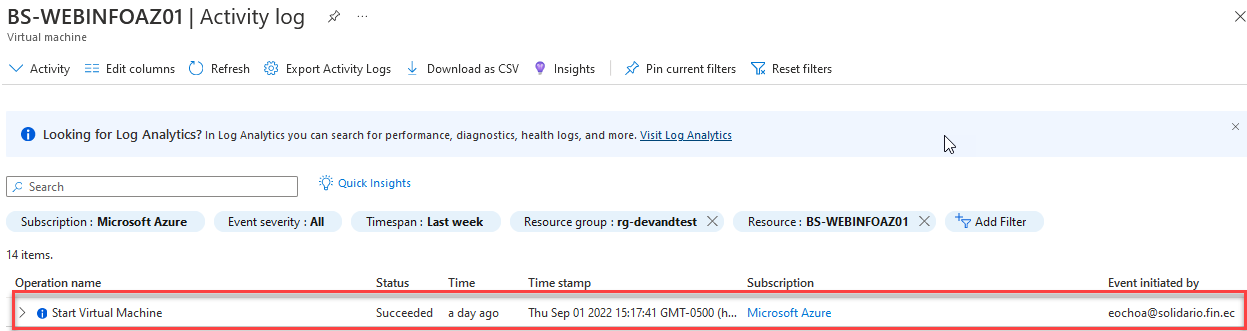 BS-WEBINFOAZ01 | Activity log ...
Virtual machine
Activity Edit columns Refresh Export Activity Logs Download as CSV Insights Pin current filters Reset filters
Looking for Log Analytics? In Log Analytics you can search for performance, diagnostics, health logs, and more. Visit Log Analytics
Search Quick Insights
Subscription : Microsoft Azure Event severity : All Timespan : Last week Resource group : rg-devandtest Resource : BS-WEBINFOAZ01 Add Filter
14 items.
Operation name Status Time Time stamp Subscription Event initiated by
Start Virtual Machine Succeeded a day ago Thu Sep 01 2022 15:17:41 GMT-0500 (h... Microsoft Azure eochoa@solidario.fin.ec